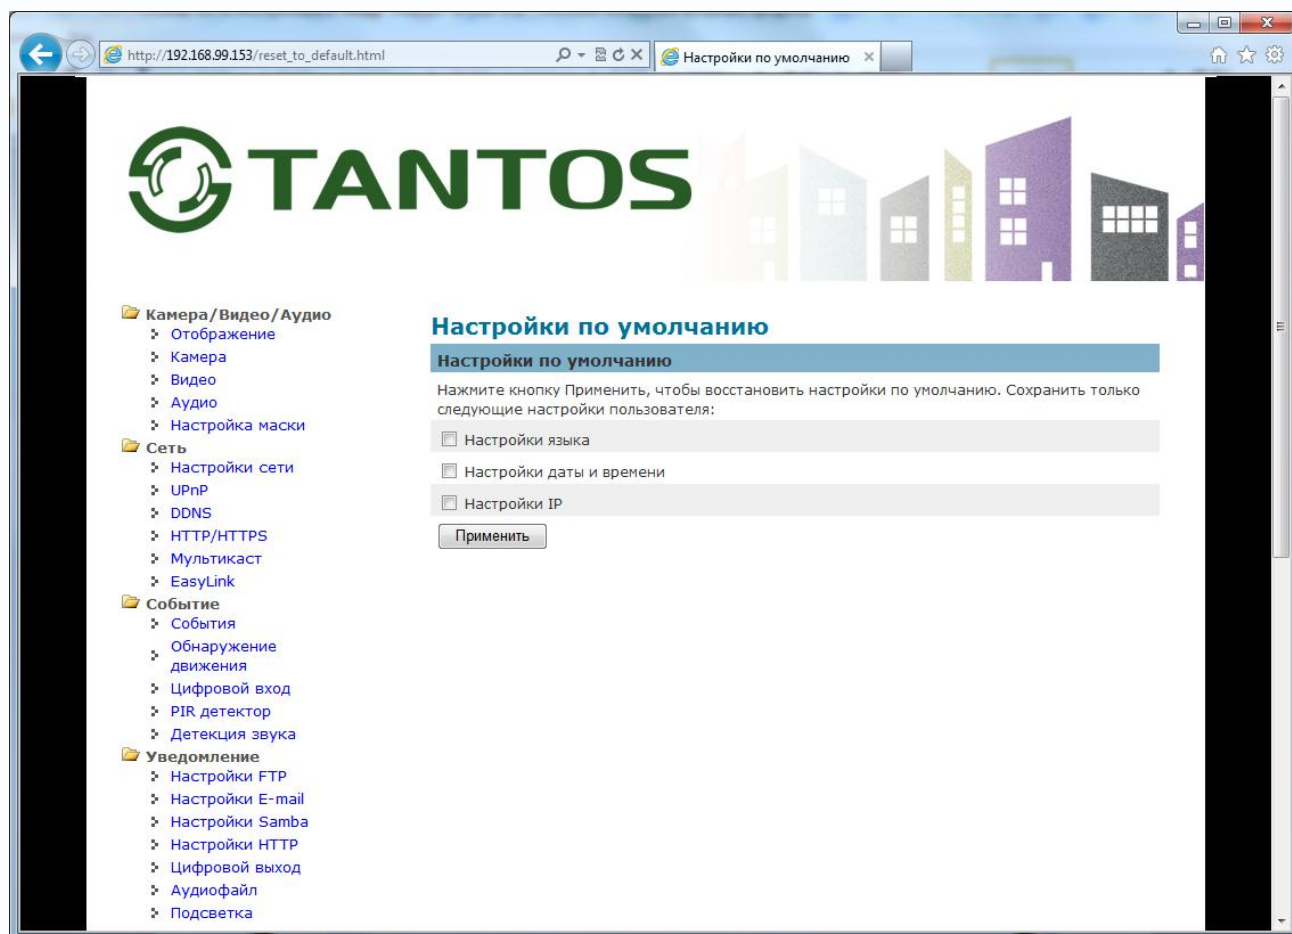 http://192.168.99.153/reset_to_default.html
Настройки по умолчанию
TANTOS
Камера/Видео/Аудио
Отображение
Камера
Видео
Аудио
Настройка маски
Сеть
Настройки сети
UPnP
DDNS
HTTP/HTTPS
Мультикаст
EasyLink
Событие
События
Обнаружение
движения
Цифровой вход
PIR детектор
Детекция звука
Уведомление
Настройки FTP
Настройки E-mail
Настройки Samba
Настройки HTTP
Цифровой выход
Аудиофайл
Подсветка
Настройки по умолчанию
Настройки по умолчанию
Нажмите кнопку Применить, чтобы восстановить настройки по умолчанию. Сохранить только
следующие настройки пользователя:
Настройки языка
Настройки даты и времени
Настройки IP
Применить